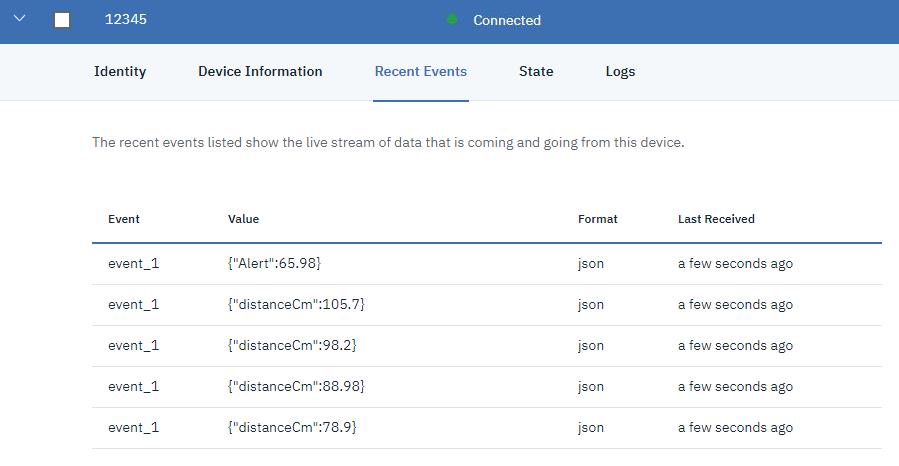 12345 Connected
Identity Device Information Recent Events State Logs
The recent events listed show the live stream of data that is coming and going from this device.
Event Value Format Last Received
event_1 {"Alert":65.98} json a few seconds ago
event_1 {"distanceCm":105.7} json a few seconds ago
event_1 {"distanceCm":98.2} json a few seconds ago
event_1 {"distanceCm":88.98} json a few seconds ago
event_1 {"distanceCm":78.9} json a few seconds ago